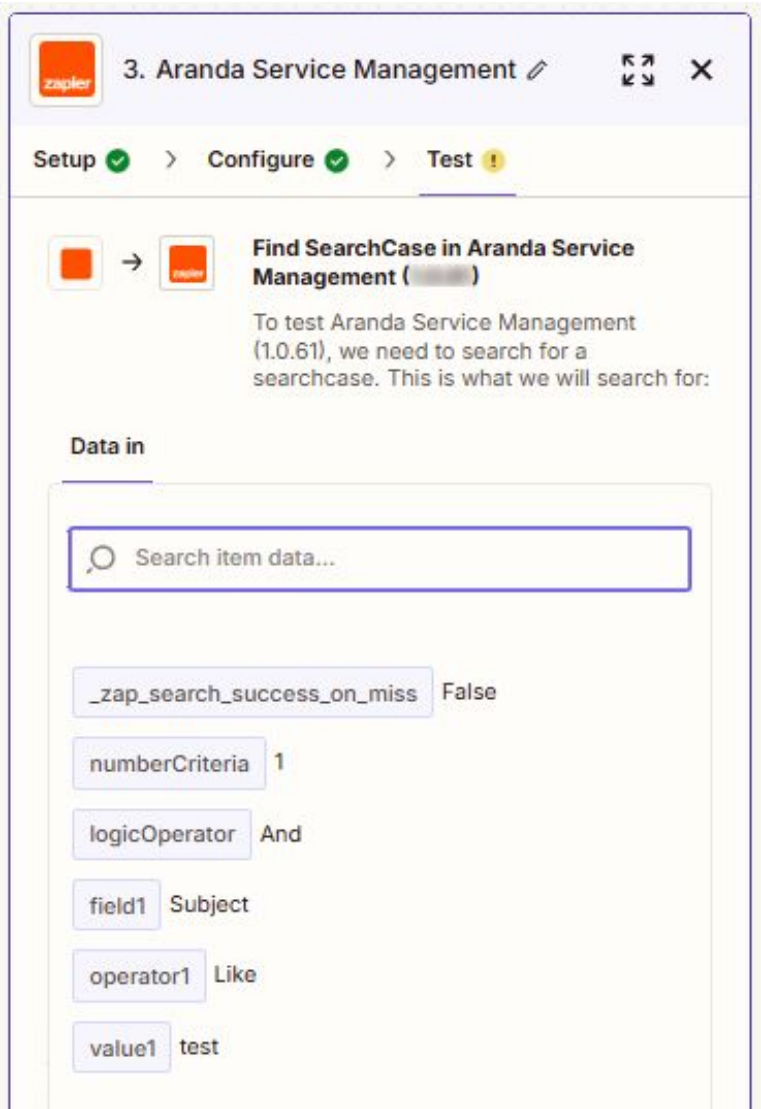 zapier
3. Aranda Service Management
Setup > Configure > Test !
zapier
Find SearchCase in Aranda Service
Management ( )
To test Aranda Service Management
(1.0.61), we need to search for a
searchcase. This is what we will search for:
Data in
Search item data...
_zap_search_success_on_miss False
numberCriteria 1
logicOperator And
field1 Subject
operator1 Like
value1 test